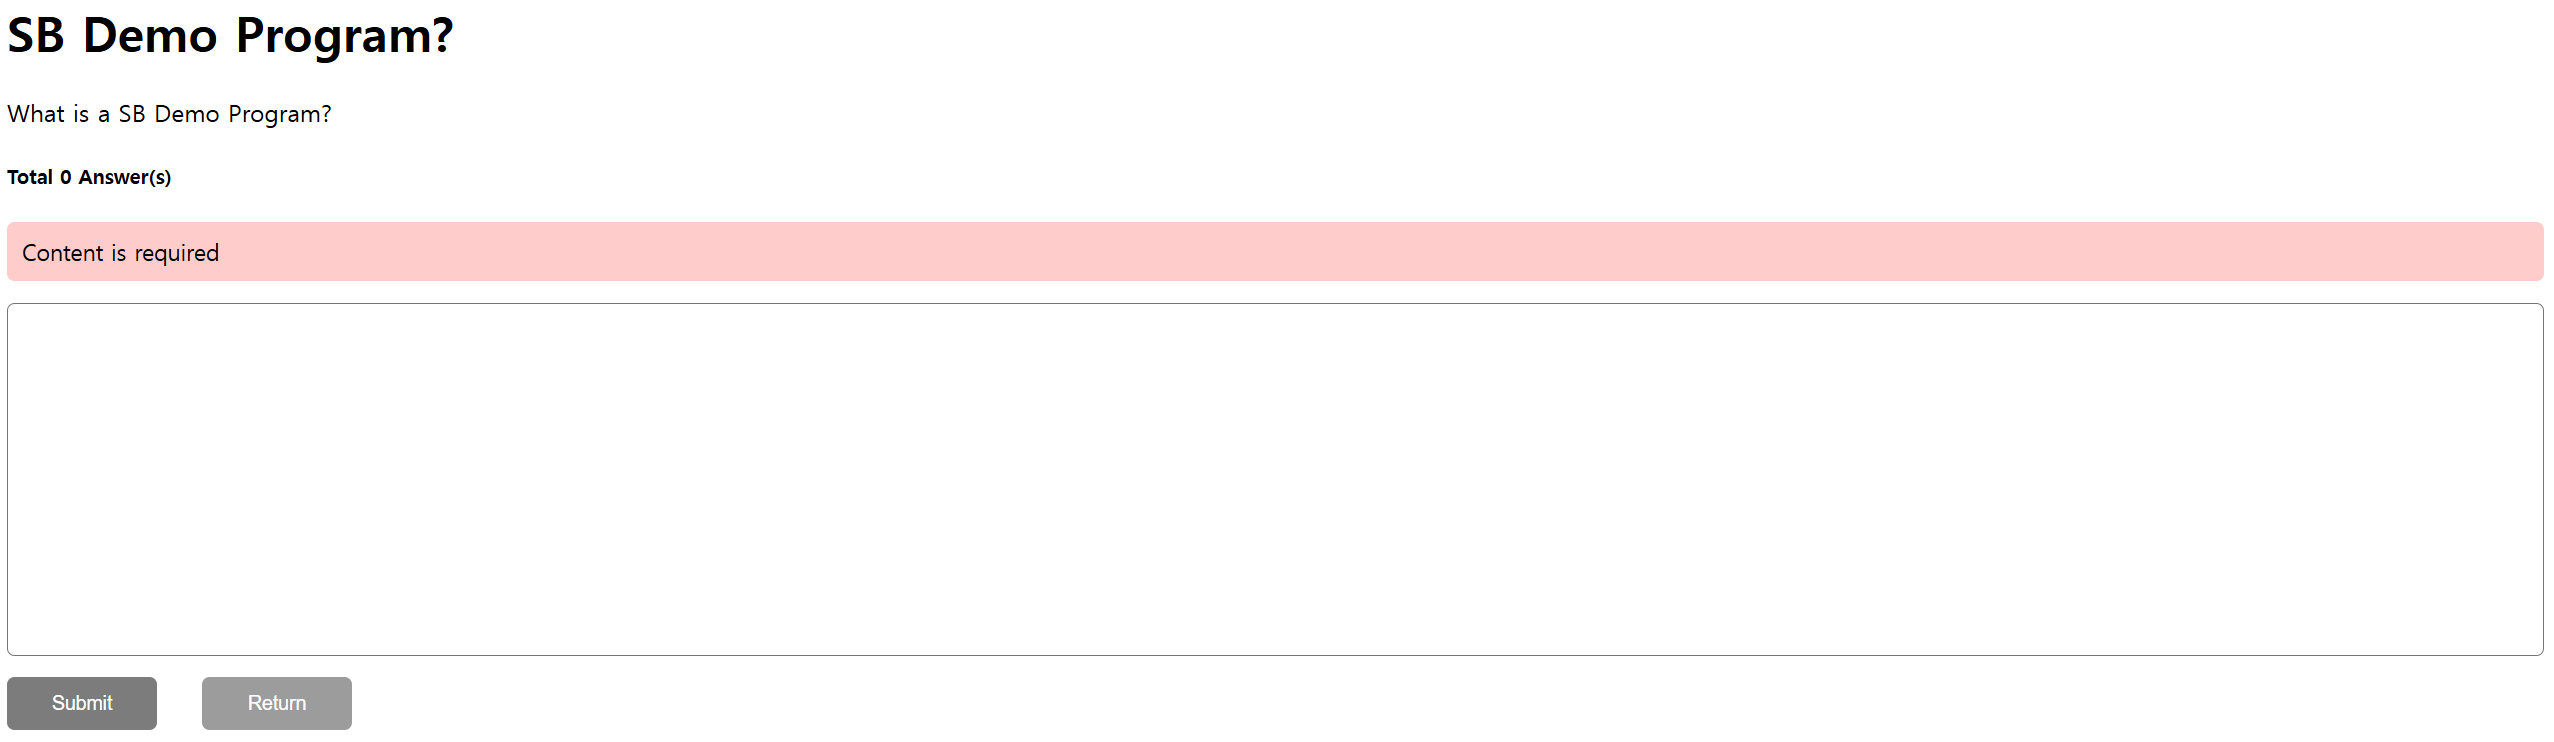 SB Demo Program?
What is a SB Demo Program?
Total 0 Answer(s)
Content is required
Submit
Return